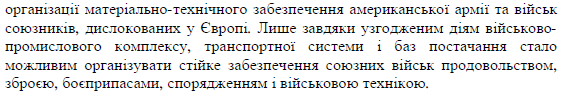 організації матеріально-технічного забезпечення американської армії та військ
союзників, дислокованих у Європі. Лише завдяки узгодженим діям військово-
промислового комплексу, транспортної системи і баз постачання стало
можливим організувати стійке забезпечення союзних військ продовольством,
зброєю, боєприпасами, спорядженням і військовою технікою.